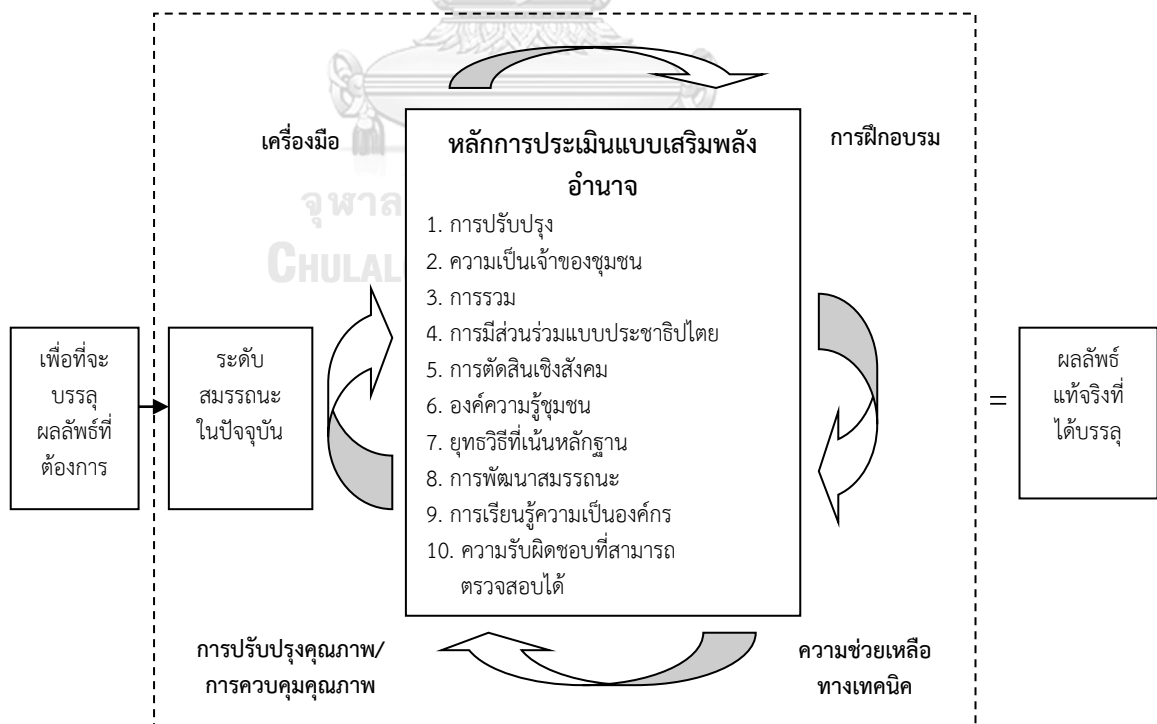 เครื่องมือ
หลักการประเมินแบบเสริมพลัง
อำนาจ
การฝึกอบรม
1. การปรับปรุง
2. ความเป็นเจ้าของชุมชน
3. การรวม
4. การมีส่วนร่วมแบบประชาธิปไตย
5. การตัดสินเชิงสังคม
6. องค์ความรู้ชุมชน
7. ยุทธวิธีที่เน้นหลักฐาน
8. การพัฒนาสมรรถนะ
9. การเรียนรู้ความเป็นองค์กร
10. ความรับผิดชอบที่สามารถ
ตรวจสอบได้
จุฬาล
CHULAL
เพื่อที่จะ
บรรลุ
ผลลัพธ์ที่
ต้องการ
ระดับ
สมรรถนะ
ในปัจจุบัน
=
ผลลัพธ์
แท้จริงที่
ได้บรรลุ
การปรับปรุงคุณภาพ/
การควบคุมคุณภาพ
ความช่วยเหลือ
ทางเทคนิค